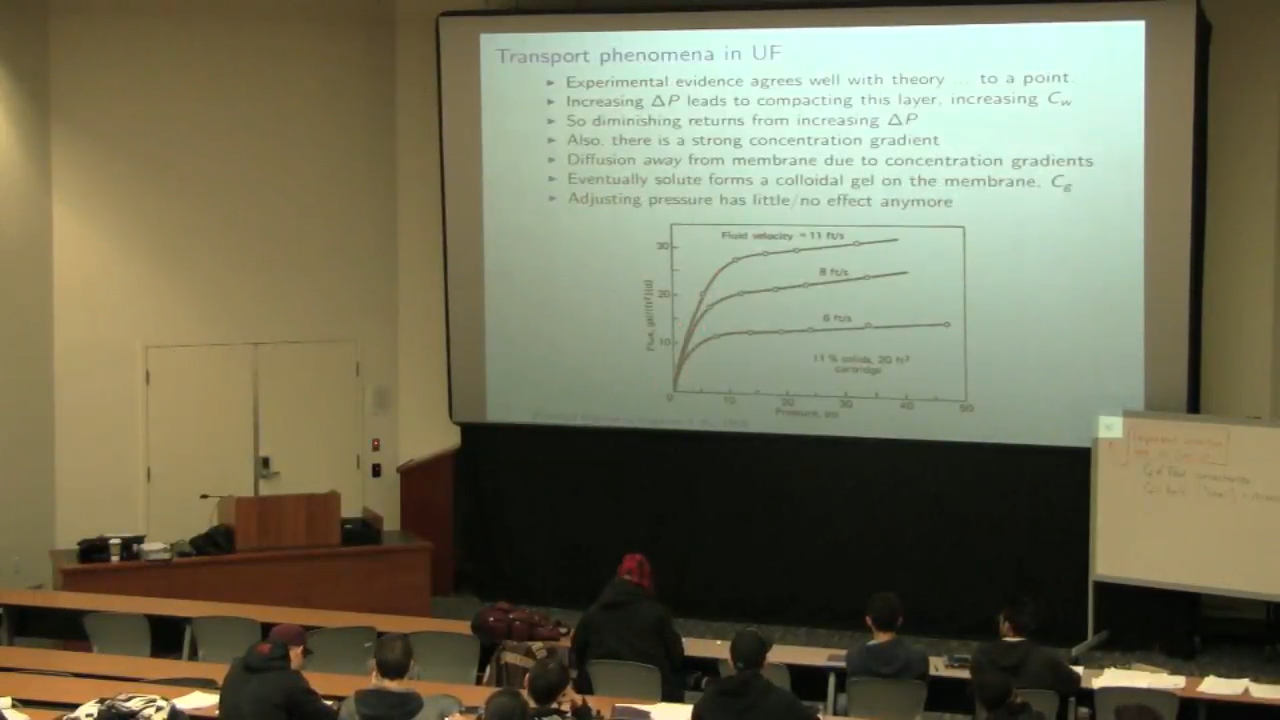 Transport phenomena in UF
► Experimental evidence agrees well with theory ... to a point.
► Increasing ΔP leads to compacting this layer, increasing C_w
► So diminishing returns from increasing ΔP
► Also, there is a strong concentration gradient
► Diffusion away from membrane due to concentration gradients
► Eventually solute forms a colloidal gel on the membrane, C_g
► Adjusting pressure has little/no effect anymore
Fluid velocity = 11 ft/s
30
8 ft/s
20
6 ft/s
10
11 % solids, 20 ft²
cartridge
0 10 20 30 40 50
Pressure, psi